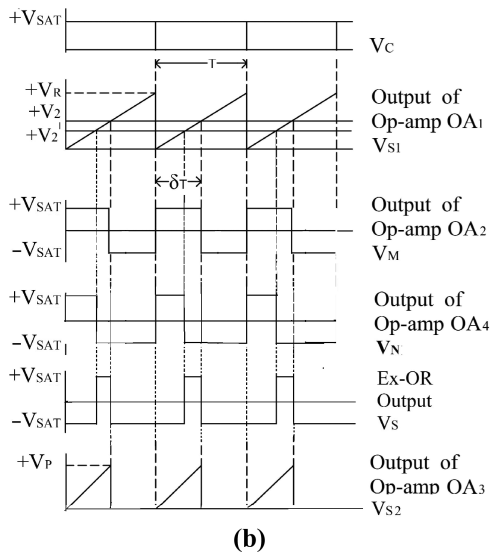 +VSAT
VC
T
+VR
+V2
+V2'
Output of
Op-amp OA1
VS1
δT
+VSAT
-VSAT
Output of
Op-amp OA2
VM
+VSAT
-VSAT
Output of
Op-amp OA4
VN
+VSAT
-VSAT
Ex-OR
Output
VS
+VP
Output of
Op-amp OA3
VS2
(b)